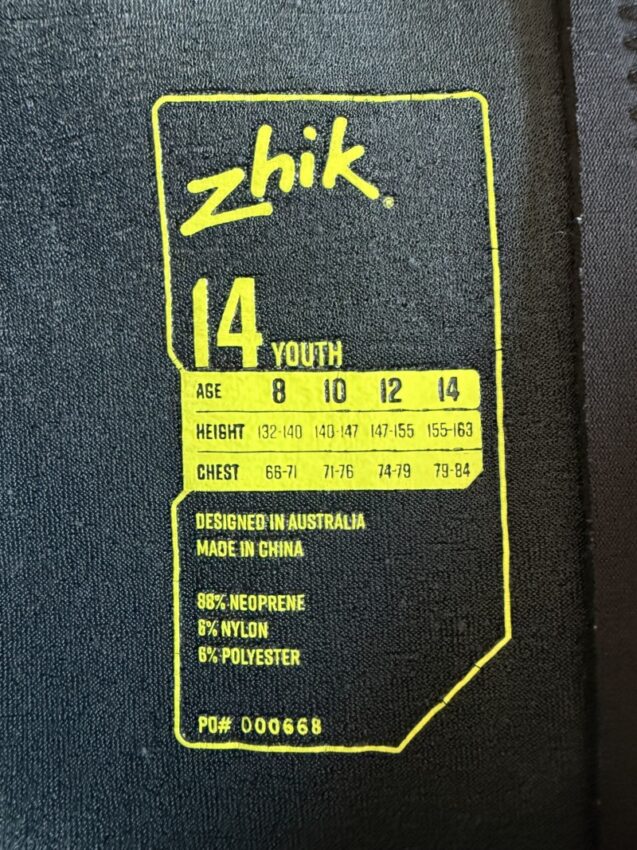 zhik®
14 YOUTH
AGE 8 10 12 14
HEIGHT 132-140 140-147 147-155 155-163
CHEST 66-71 71-76 74-79 79-84
DESIGNED IN AUSTRALIA
MADE IN CHINA
88% NEOPRENE
6% NYLON
6% POLYESTER
PO# 000668